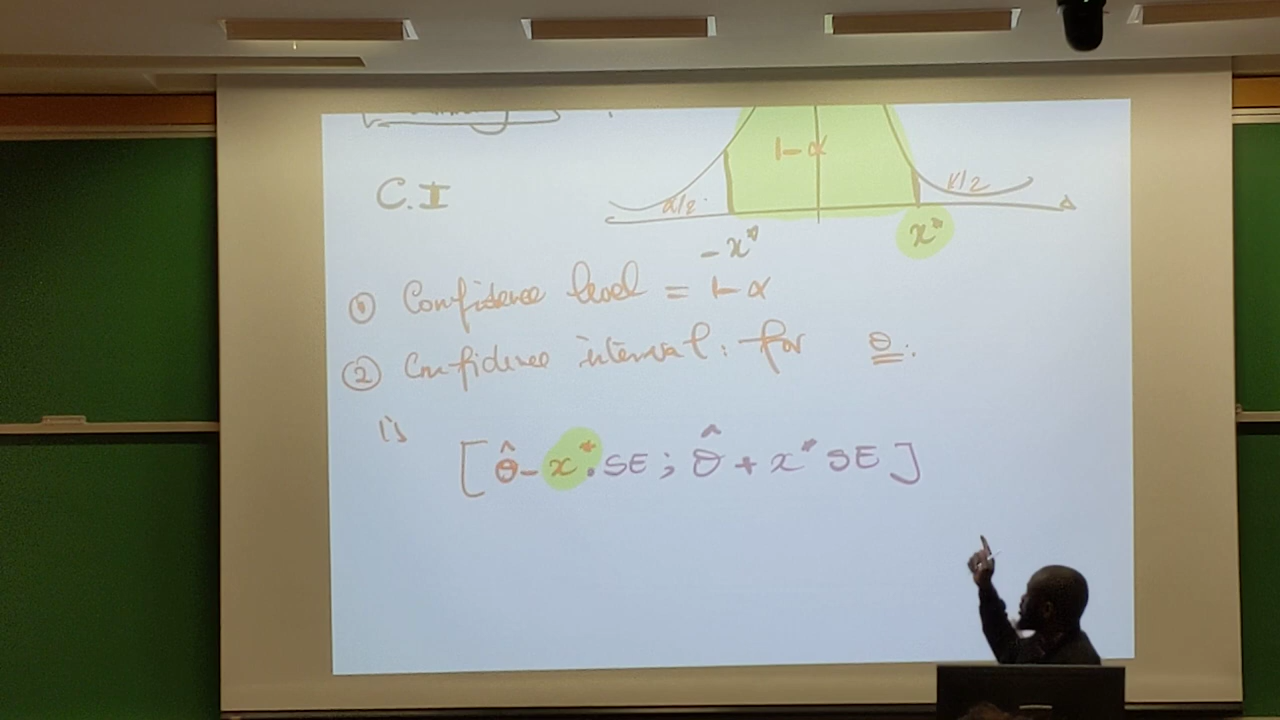 1-α
C.I
α/2
α/2
-x*
x*
① Confidence level = 1-α
② Confidence interval: for θ.
is
[θ̂ - x*.SE ; θ̂ + x* SE]